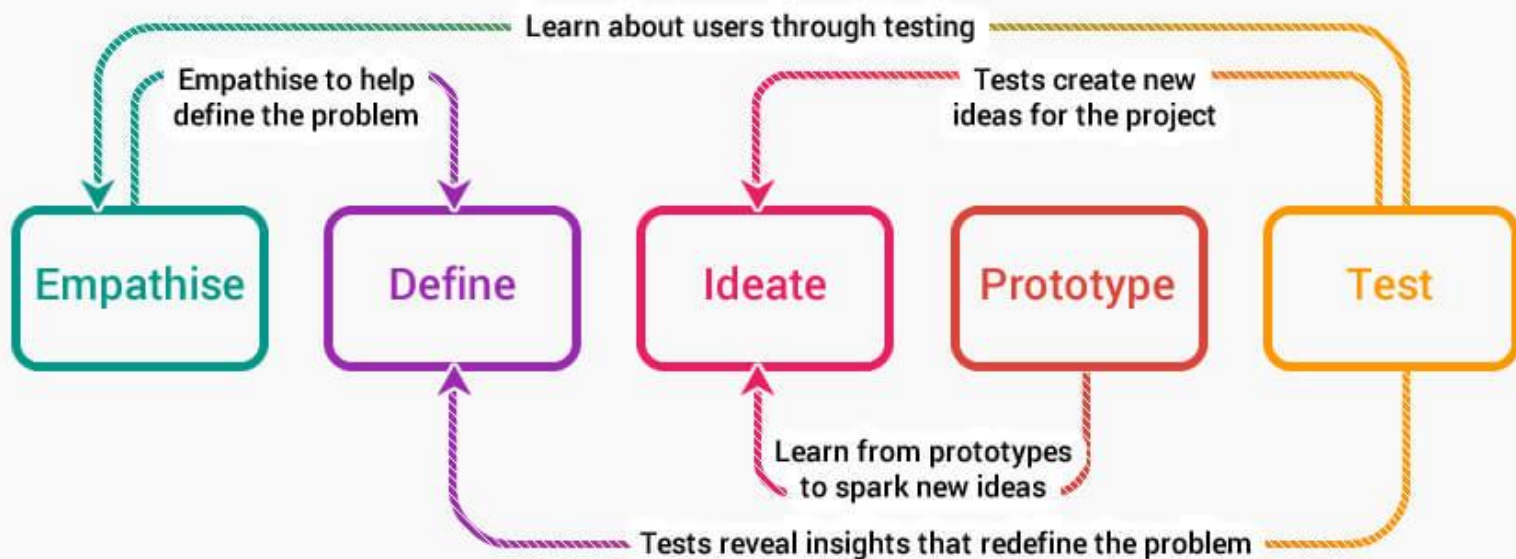 Learn about users through testing
Empathise to help
define the problem
Tests create new
ideas for the project
Empathise
Define
Ideate
Prototype
Test
Learn from prototypes
to spark new ideas
Tests reveal insights that redefine the problem